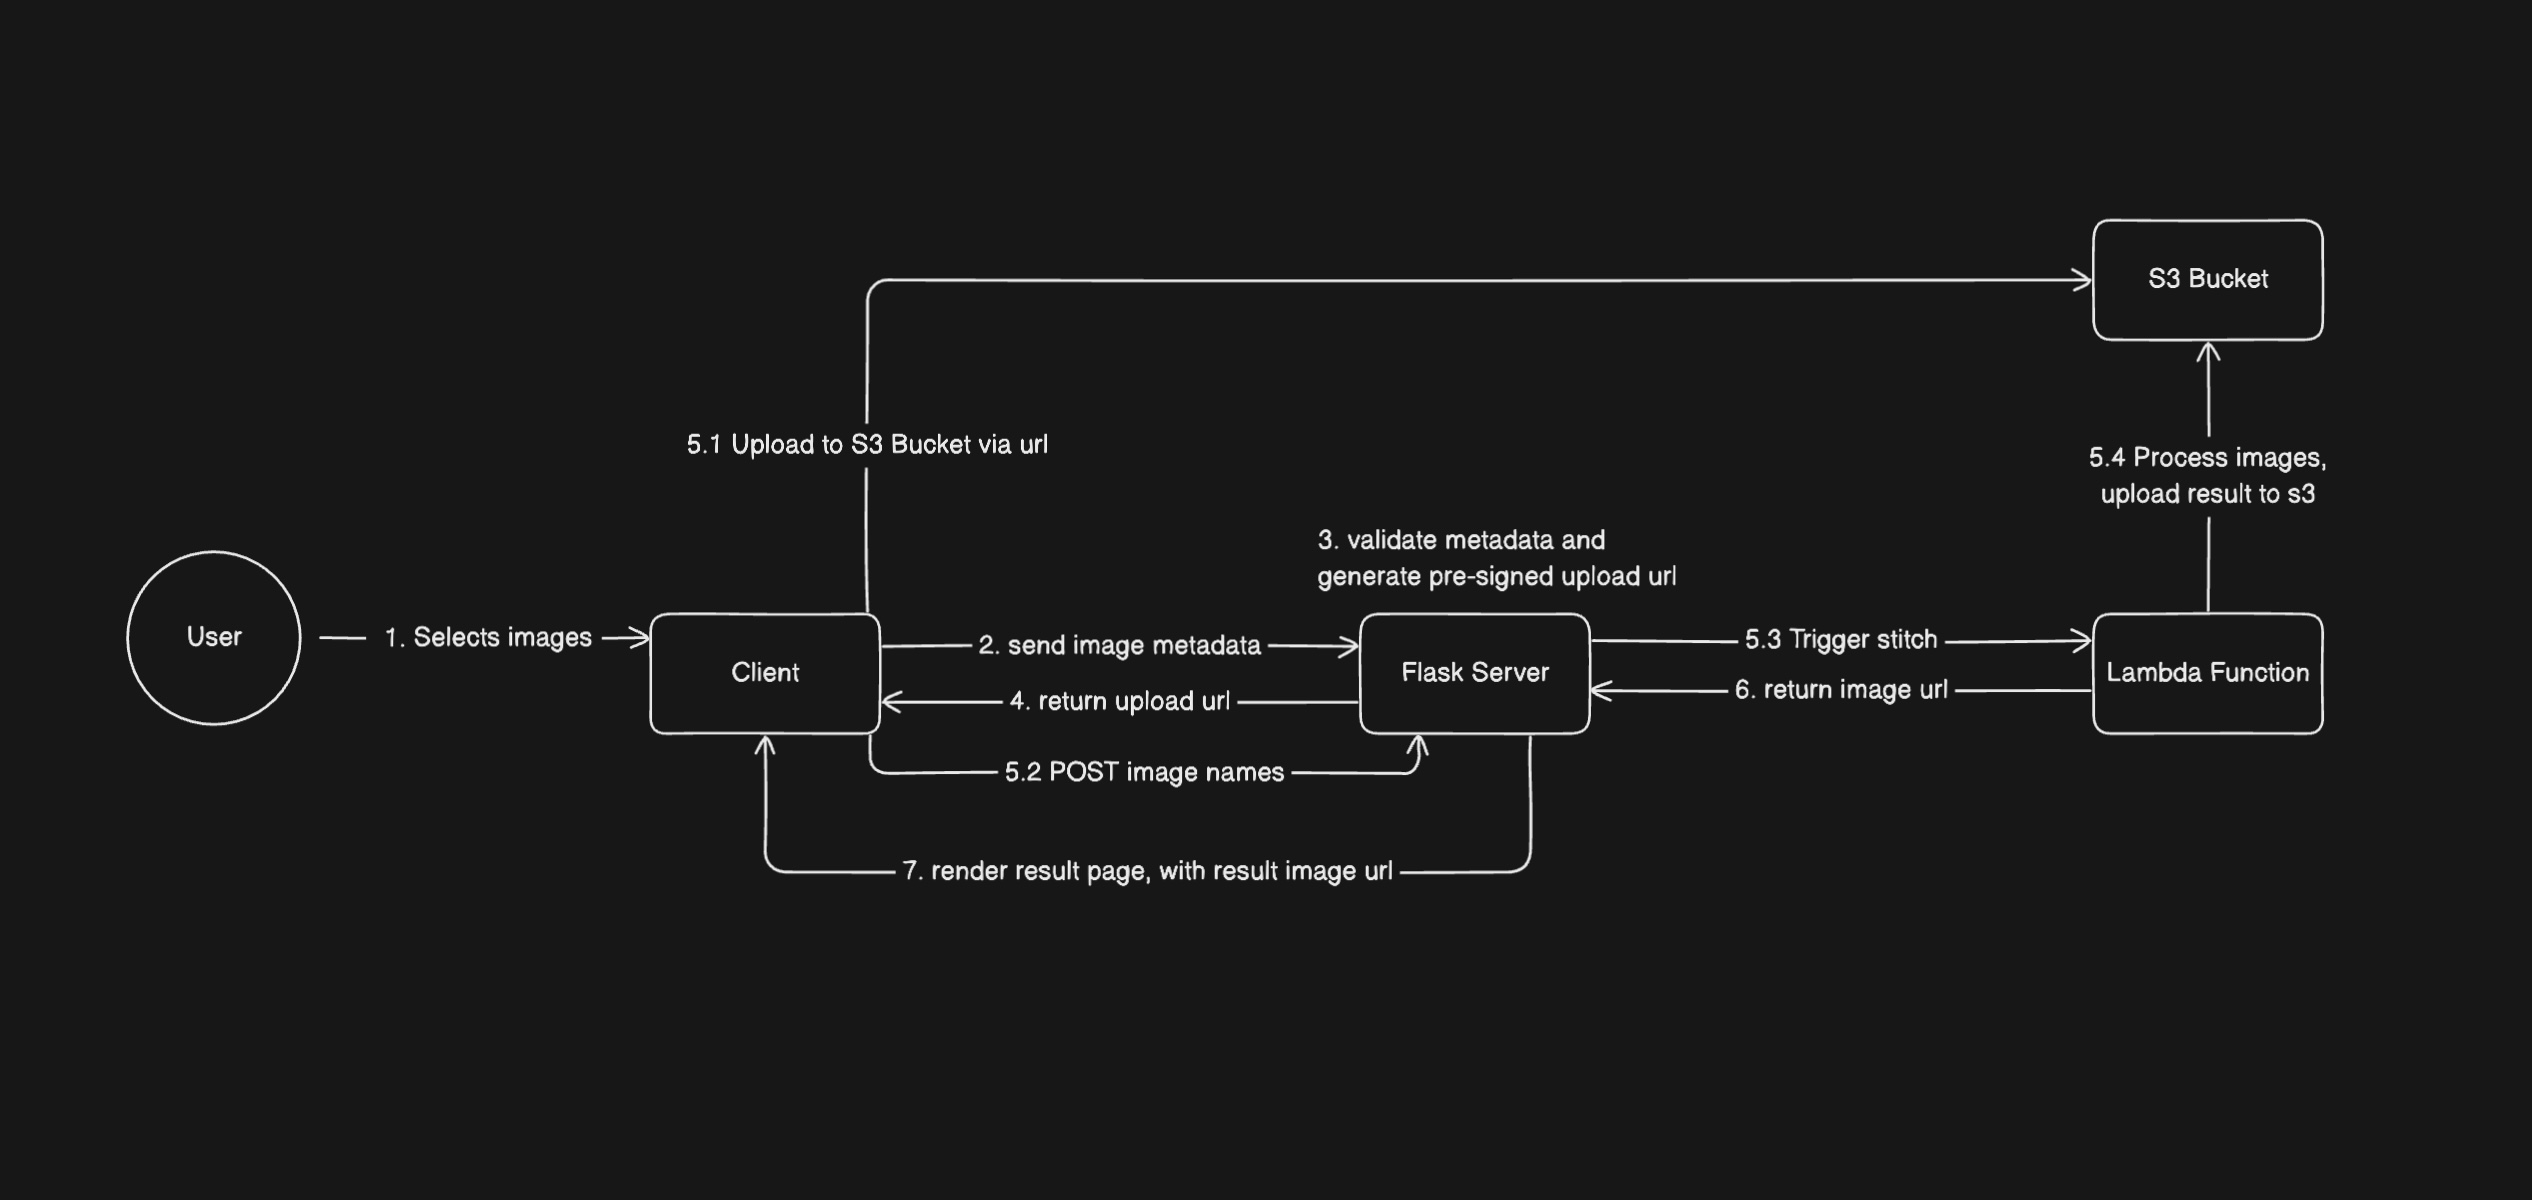 S3 Bucket
5.1 Upload to S3 Bucket via url
5.4 Process images,
upload result to s3
3. validate metadata and
generate pre-signed upload url
User
1. Selects images
Client
2. send image metadata
4. return upload url
Flask Server
5.3 Trigger stitch
6. return image url
Lambda Function
5.2 POST image names
7. render result page, with result image url